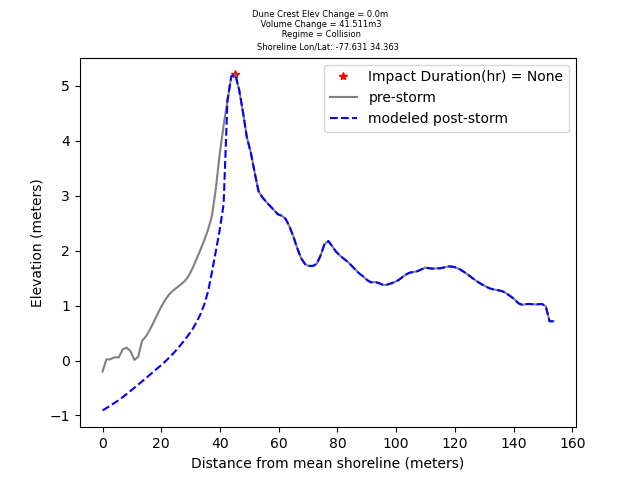 Dune Crest Elev Change = 0.0m
Volume Change = 41.511m3
Regime = Collision
Shoreline Lon/Lat: -77.631 34.363
Impact Duration(hr) = None
pre-storm
modeled post-storm
Elevation (meters)
5
4
3
2
1
0
−1
0 20 40 60 80 100 120 140 160
Distance from mean shoreline (meters)